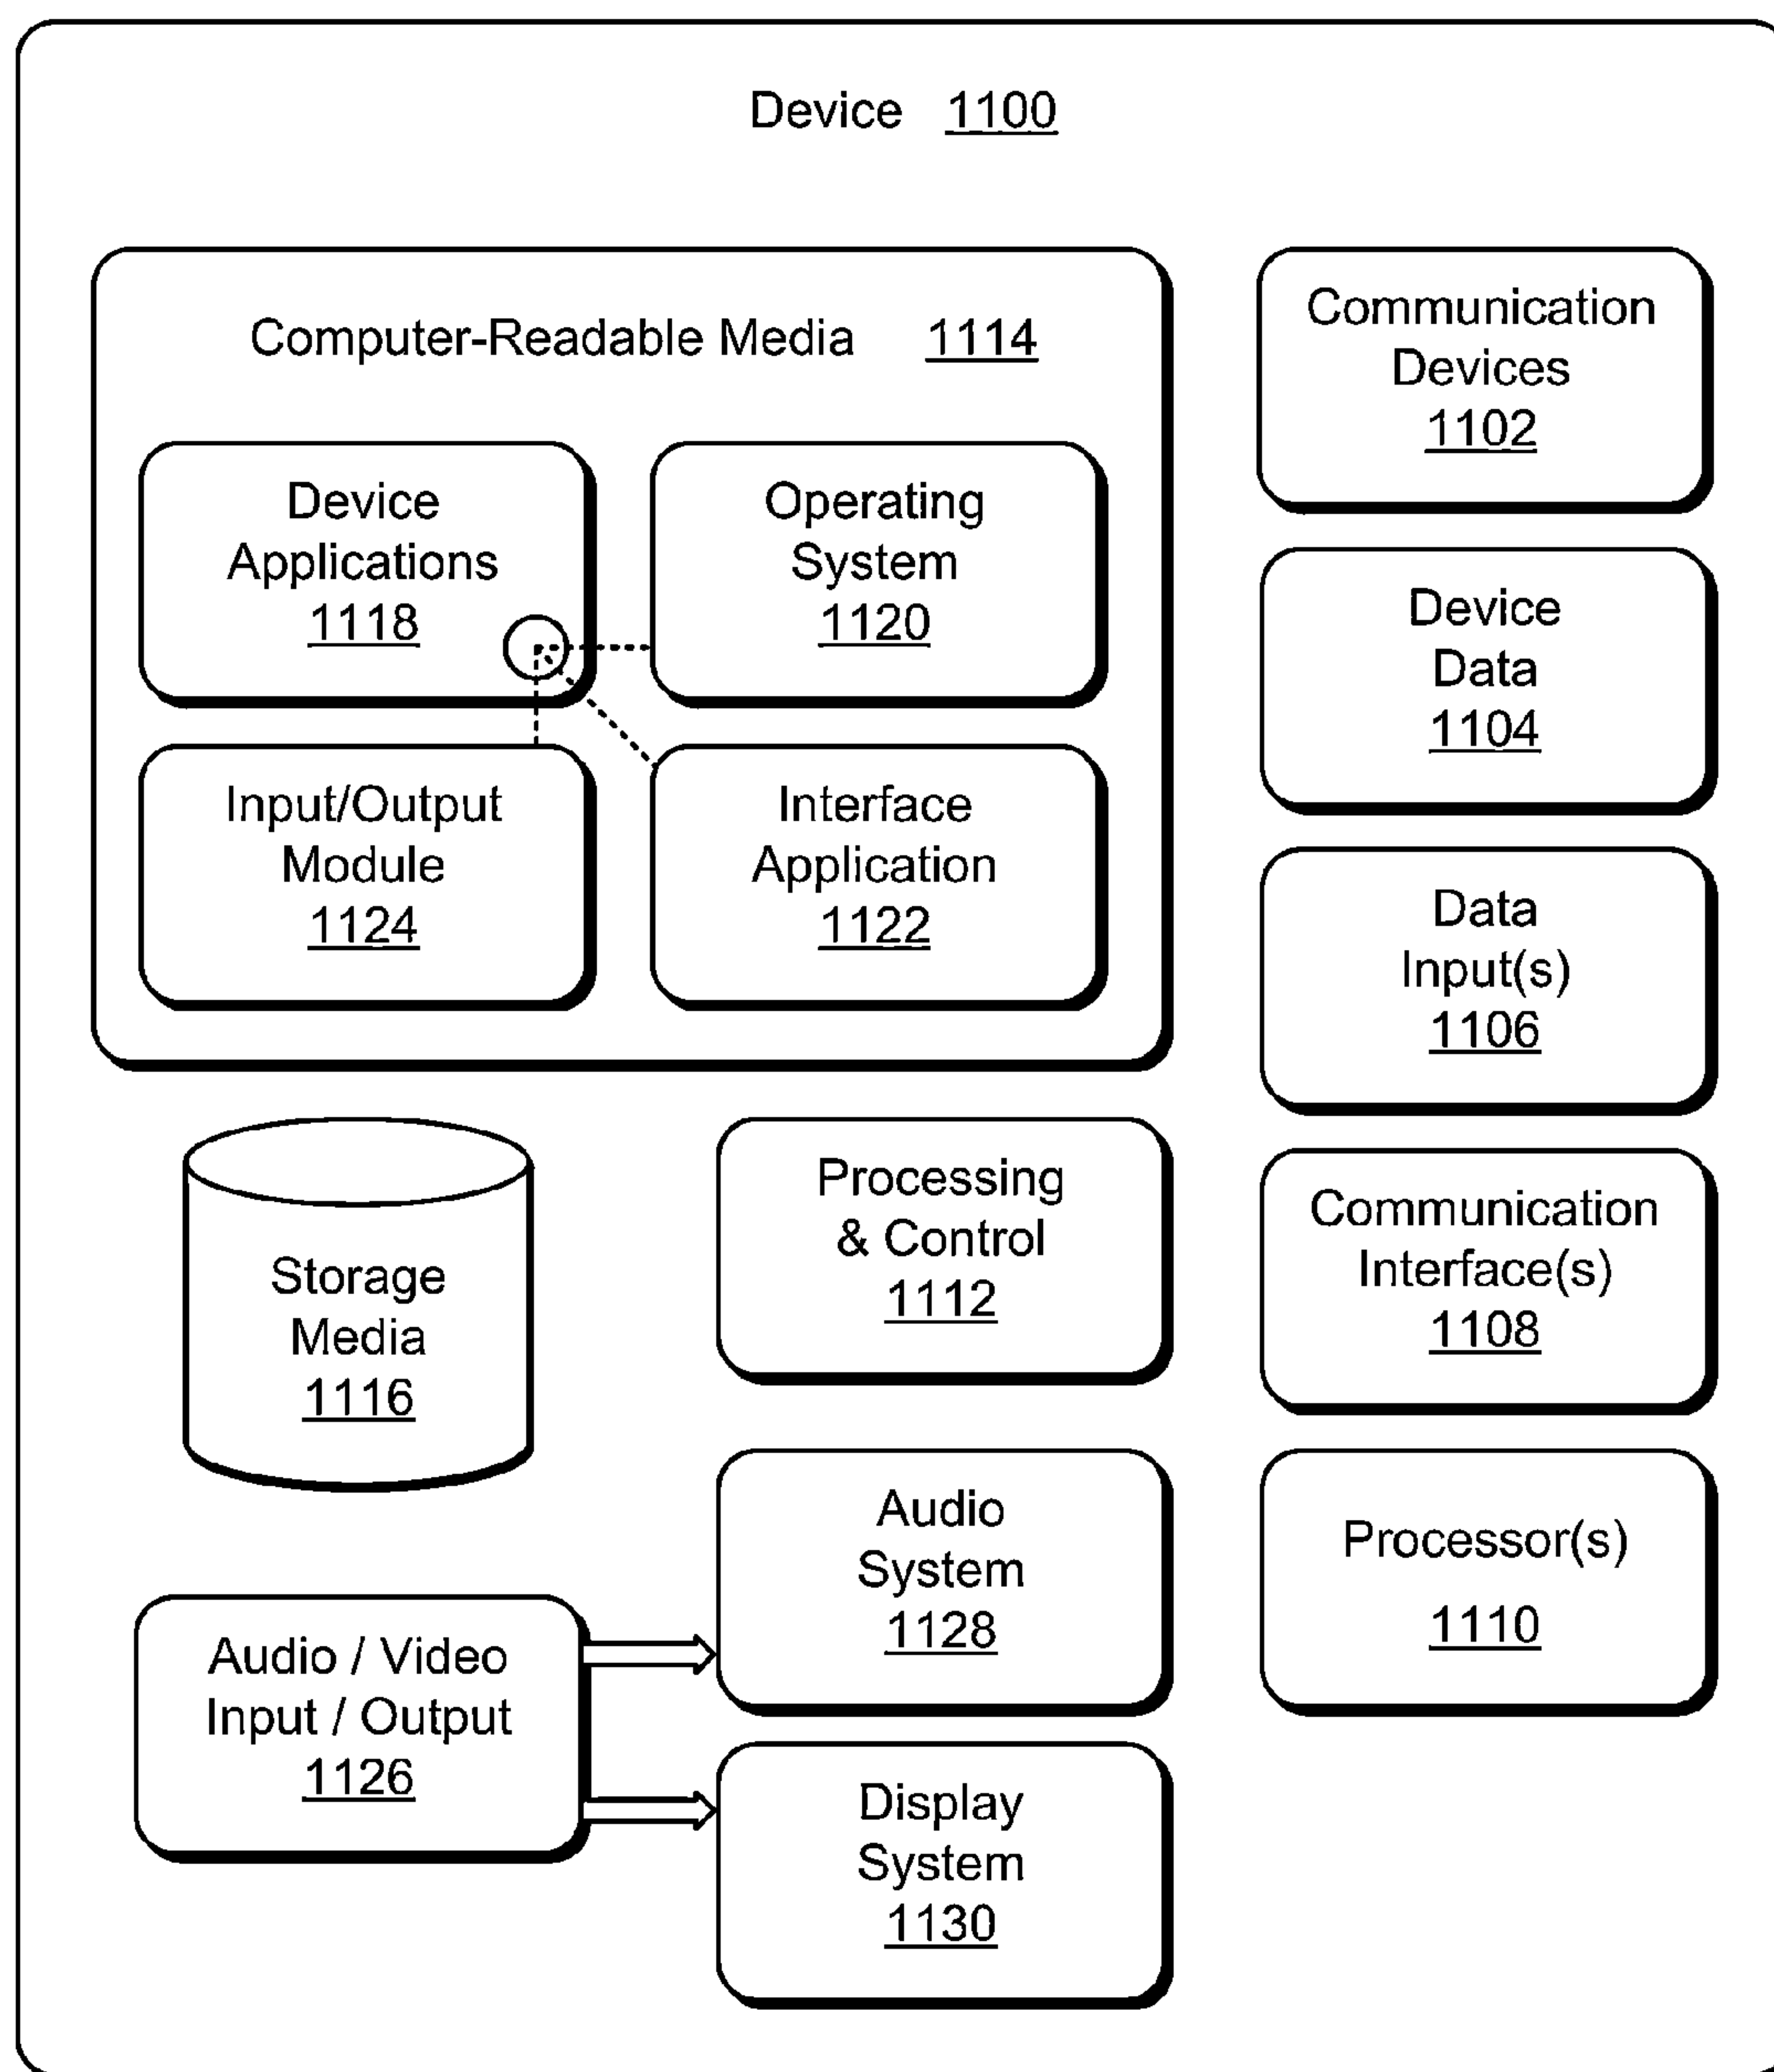 Device 1100
Computer-Readable Media 1114
Device
Applications
1118
Operating
System
1120
Input/Output
Module
1124
Interface
Application
1122
Communication
Devices
1102
Device
Data
1104
Data
Input(s)
1106
Communication
Interface(s)
1108
Processor(s)
1110
Storage
Media
1116
Processing
& Control
1112
Audio / Video
Input / Output
1126
Audio
System
1128
Display
System
1130